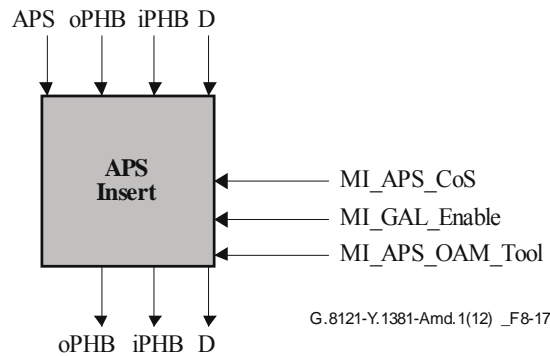 APS oPHB iPHB D
APS
Insert
MI_APS_CoS
MI_GAL_Enable
MI_APS_OAM_Tool
oPHB iPHB D
G.8121-Y.1381-Amd.1(12) _F8-17